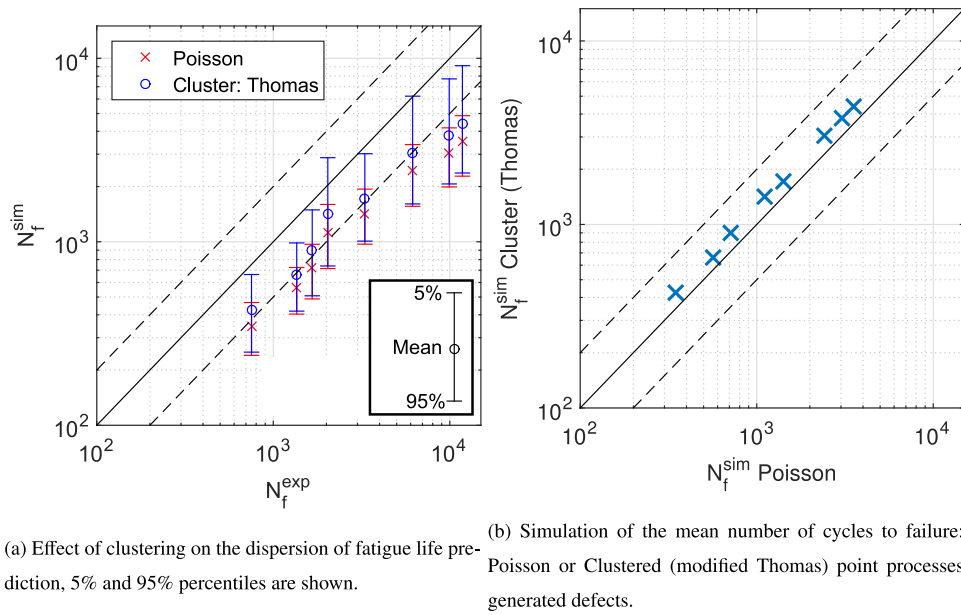 Poisson
Cluster: Thomas
10^4
10^3
10^2
N_f^sim
5%
Mean
95%
10^2
10^3
10^4
N_f^exp
(a) Effect of clustering on the dispersion of fatigue life pre-
diction, 5% and 95% percentiles are shown.
10^4
10^3
10^2
N_f^sim Cluster (Thomas)
10^2
10^3
10^4
N_f^sim Poisson
(b) Simulation of the mean number of cycles to failure:
Poisson or Clustered (modified Thomas) point processes
generated defects.